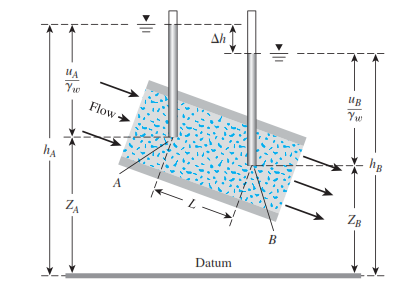 Δh
u_A
γ_w
u_B
γ_w
Flow
h_A
h_B
A
L
Z_A
Z_B
B
Datum